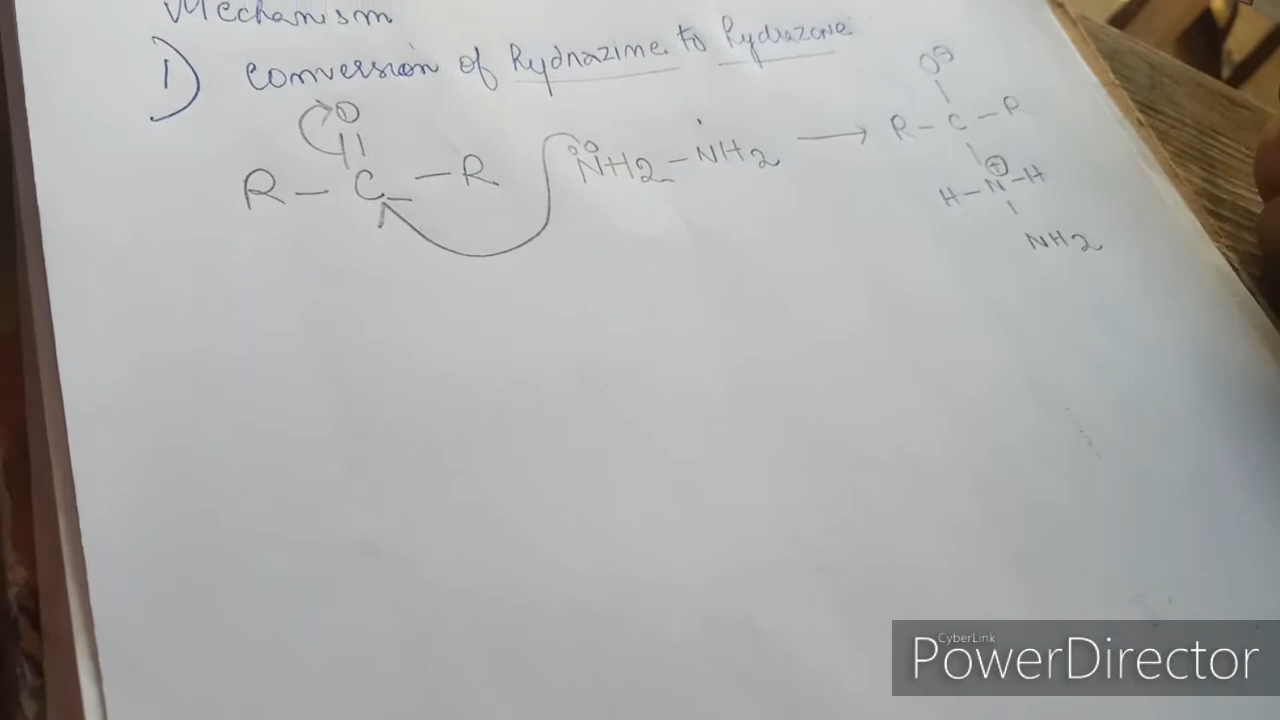 Mechanism
1) conversion of Hydrazine to Hydrazone
O
||
R - C - R NH2 - NH2 → R - C - R
O⊖
H - N⊕ - H
NH2
CyberLink
PowerDirector